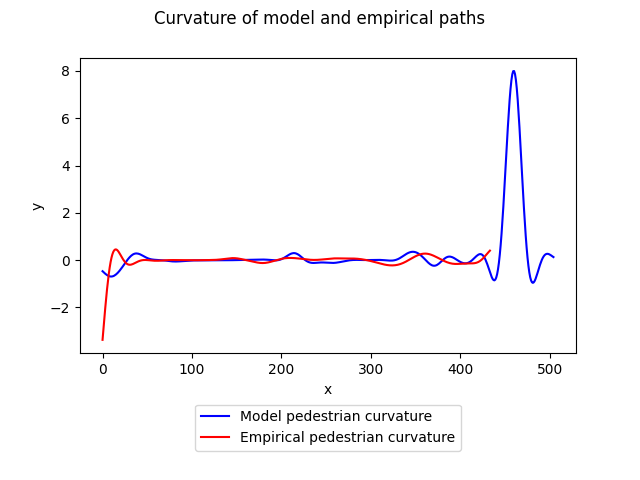 Curvature of model and empirical paths
8
6
4
2
0
−2
y
0 100 200 300 400 500
x
Model pedestrian curvature
Empirical pedestrian curvature